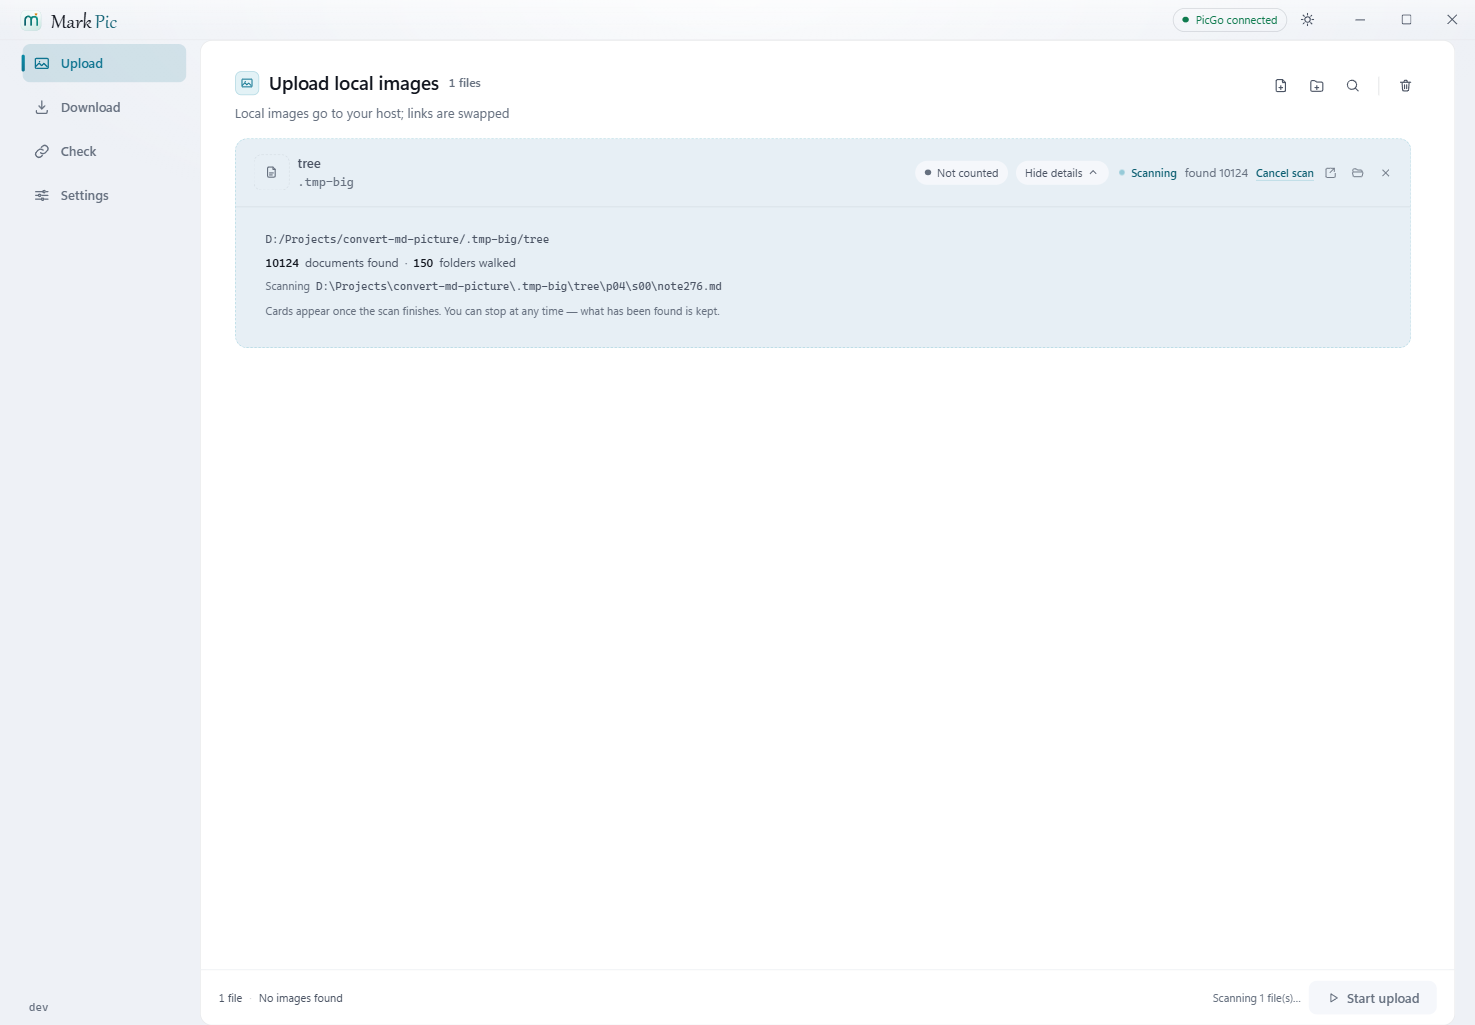 Mark Pic
PicGo connected
Upload
Download
Check
Settings
dev
Upload local images 1 files
Local images go to your host; links are swapped
tree
.tmp-big
Not counted
Hide details
Scanning found 10124 Cancel scan
D:/Projects/convert-md-picture/.tmp-big/tree
10124 documents found · 150 folders walked
Scanning D:\Projects\convert-md-picture\.tmp-big\tree\p04\s00\note276.md
Cards appear once the scan finishes. You can stop at any time — what has been found is kept.
1 file · No images found
Scanning 1 file(s)...
Start upload